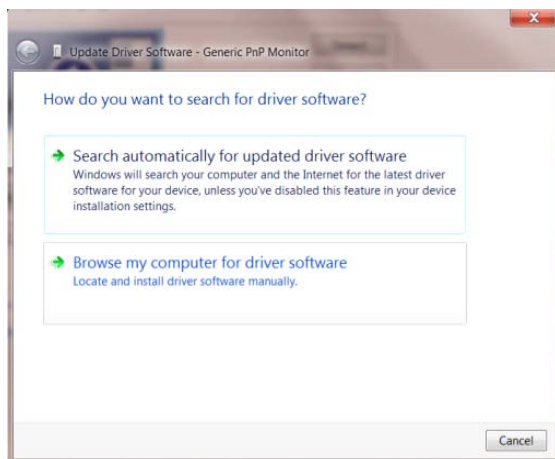 Update Driver Software - Generic PnP Monitor
How do you want to search for driver software?
Search automatically for updated driver software
Windows will search your computer and the Internet for the latest driver
software for your device, unless you've disabled this feature in your device
installation settings.
Browse my computer for driver software
Locate and install driver software manually.
Cancel